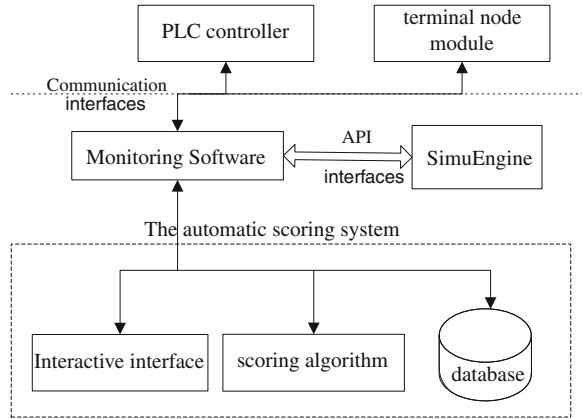 PLC controller
terminal node
module
Communication
interfaces
Monitoring Software
API
interfaces
SimuEngine
The automatic scoring system
Interactive interface
scoring algorithm
database